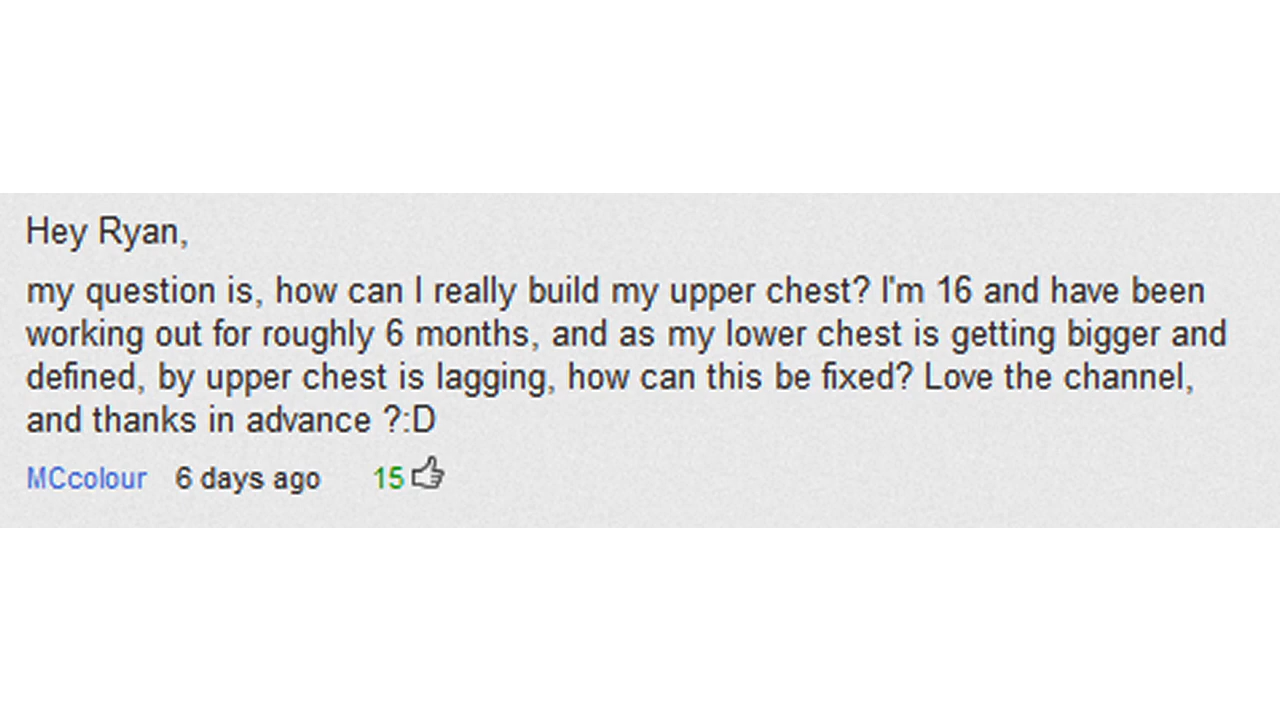 Hey Ryan,
my question is, how can I really build my upper chest? I'm 16 and have been
working out for roughly 6 months, and as my lower chest is getting bigger and
defined, by upper chest is lagging, how can this be fixed? Love the channel,
and thanks in advance ?:D
MCcolour 6 days ago 15